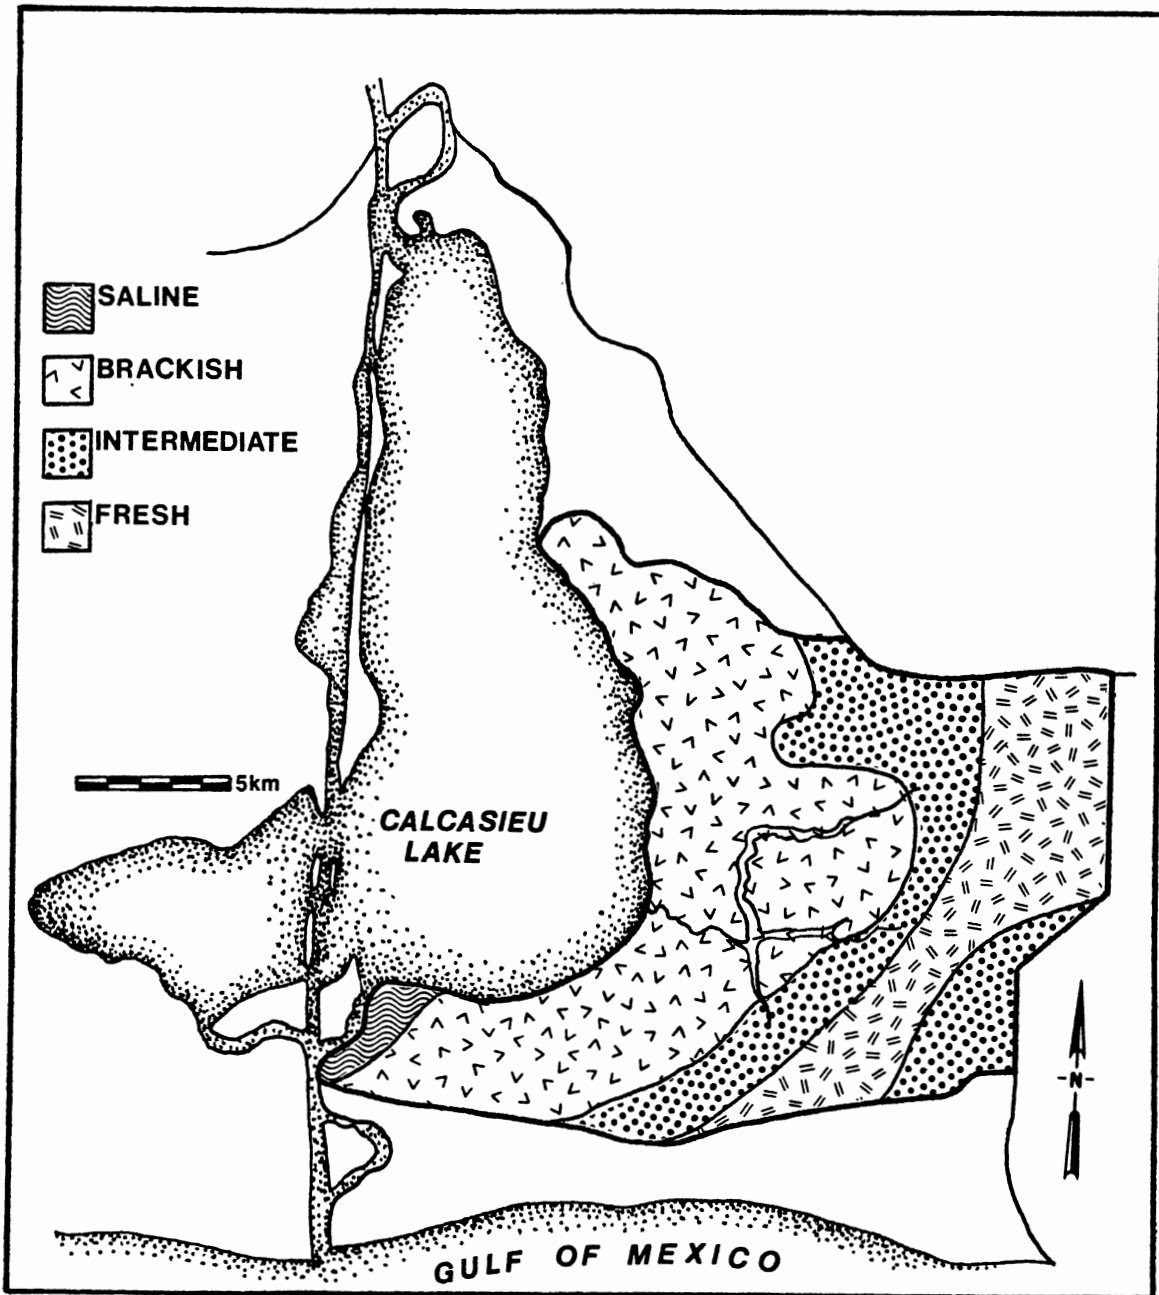 SALINE
BRACKISH
INTERMEDIATE
FRESH
5km
CALCASIEU
LAKE
N
GULF OF MEXICO